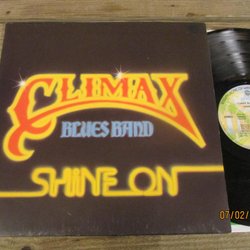 CLIMAX
BLUES BAND
SHINE ON
07/02/